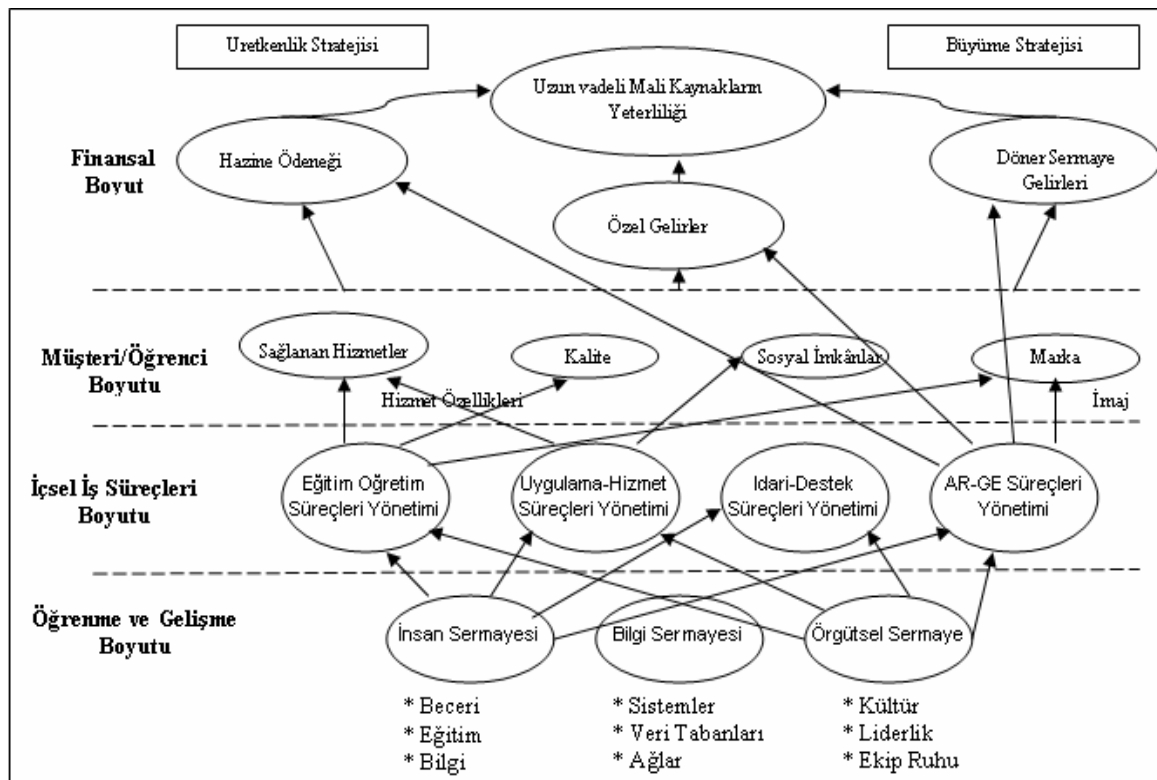 Uretkenlik Stratejisi
Büyüme Stratejisi
Uzun vadeli Mali Kaynakların
Yeterliliği
Finansal
Boyut
Hazine Ödeneği
Döner Sermaye
Gelirleri
Özel Gelirler
Müşteri/Öğrenci
Boyutu
Sağlanan Hizmetler
Kalite
Sosyal İmkânlar
Marka
Hizmet Özellikleri
İmaj
İçsel İş Süreçleri
Boyutu
Eğitim Oğretim
Süreçleri Yönetimi
Uygulama-Hizmet
Süreçleri Yönetimi
Idari-Destek
Süreçleri Yönetimi
AR-GE Süreçleri
Yönetimi
Öğrenme ve Gelişme
Boyutu
İnsan Sermayesi
Bilgi Sermayesi
Örgütsel Sermaye
* Beceri
* Eğitim
* Bilgi
* Sistemler
* Veri Tabanları
* Ağlar
* Kültür
* Liderlik
* Ekip Ruhu